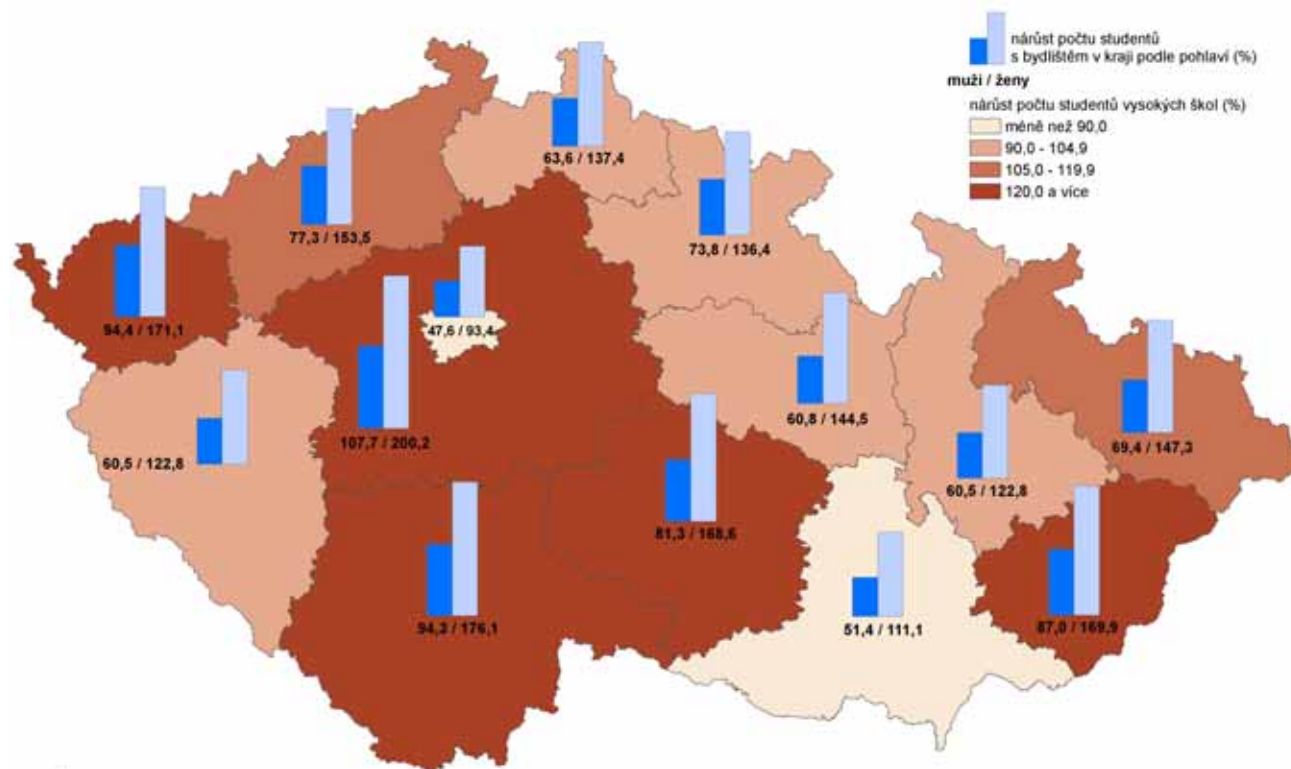 nárůst počtu studentů
s bydlištěm v kraji podle pohlaví (%)
muži / ženy
nárůst počtu studentů vysokých škol (%)
méně než 90,0
90,0 - 104,9
105,0 - 119,9
120,0 a více
63,6 / 137,4
77,3 / 153,5
73,8 / 136,4
94,4 / 171,1
47,6 / 93,4
60,8 / 144,5
107,7 / 200,2
69,4 / 147,3
60,5 / 122,8
60,5 / 122,8
81,3 / 168,6
94,3 / 176,1
51,4 / 111,1
87,0 / 169,9